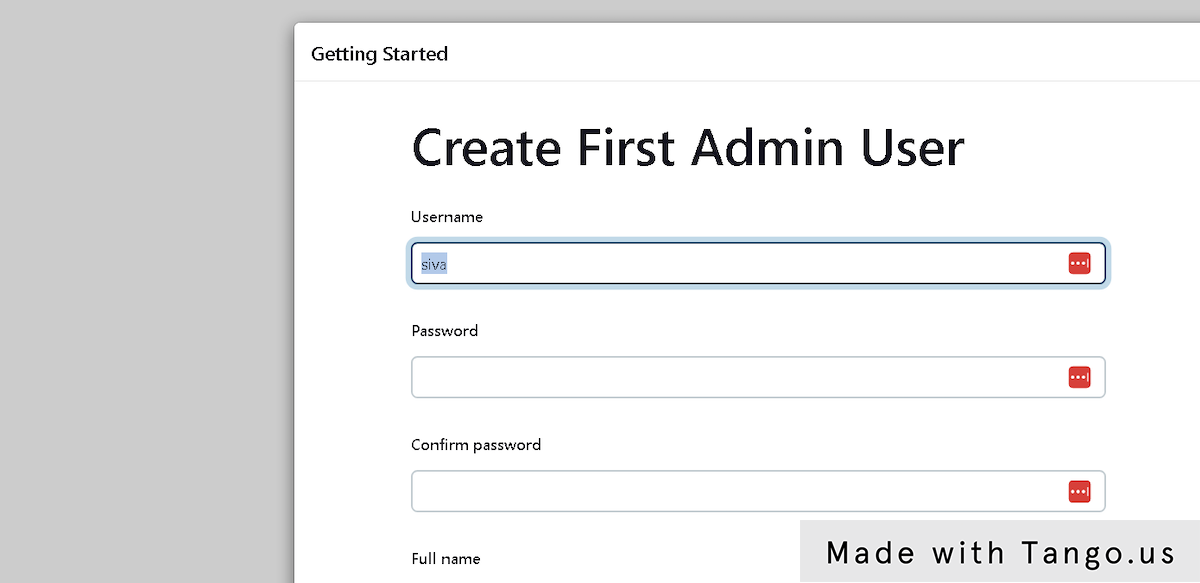 Getting Started
Create First Admin User
Username
siva
Password
Confirm password
Full name
Made with Tango.us